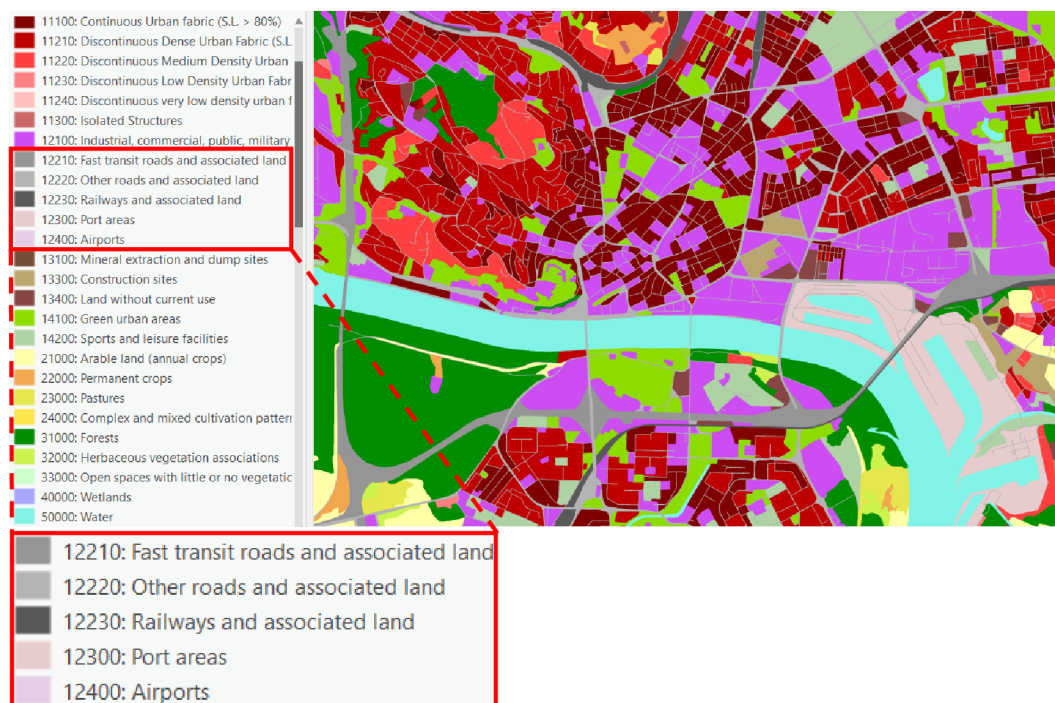 11100: Continuous Urban fabric (S.L. > 80%)
11210: Discontinuous Dense Urban Fabric (S.L
11220: Discontinuous Medium Density Urban
11230: Discontinuous Low Density Urban Fabr
11240: Discontinuous very low density urban f
11300: Isolated Structures
12100: Industrial, commercial, public, military
12210: Fast transit roads and associated land
12220: Other roads and associated land
12230: Railways and associated land
12300: Port areas
12400: Airports
13100: Mineral extraction and dump sites
13300: Construction sites
13400: Land without current use
14100: Green urban areas
14200: Sports and leisure facilities
21000: Arable land (annual crops)
22000: Permanent crops
23000: Pastures
24000: Complex and mixed cultivation pattern
31000: Forests
32000: Herbaceous vegetation associations
33000: Open spaces with little or no vegetatic
40000: Wetlands
50000: Water
12210: Fast transit roads and associated land
12220: Other roads and associated land
12230: Railways and associated land
12300: Port areas
12400: Airports